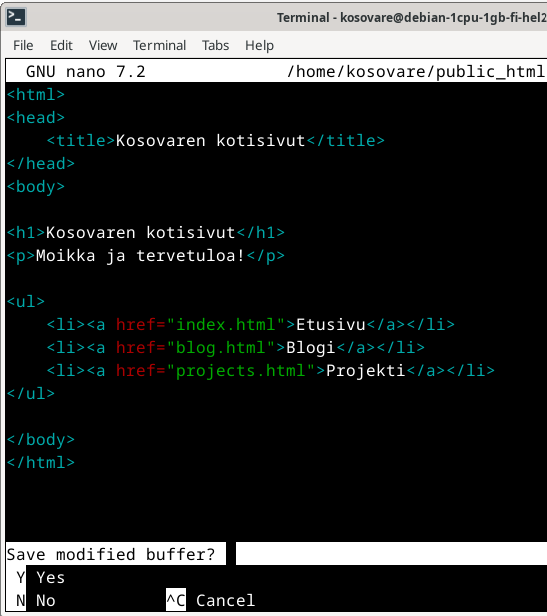 Terminal - kosovare@debian-1cpu-1gb-fi-hel2
File Edit View Terminal Tabs Help
GNU nano 7.2 /home/kosovare/public_html
<html>
<head>
    <title>Kosovaren kotisivut</title>
</head>
<body>
<h1>Kosovaren kotisivut</h1>
<p>Moikka ja tervetuloa!</p>
<ul>
    <li><a href="index.html">Etusivu</a></li>
    <li><a href="blog.html">Blogi</a></li>
    <li><a href="projects.html">Projekti</a></li>
</ul>
</body>
</html>
Save modified buffer?
Y Yes
N No ^C Cancel